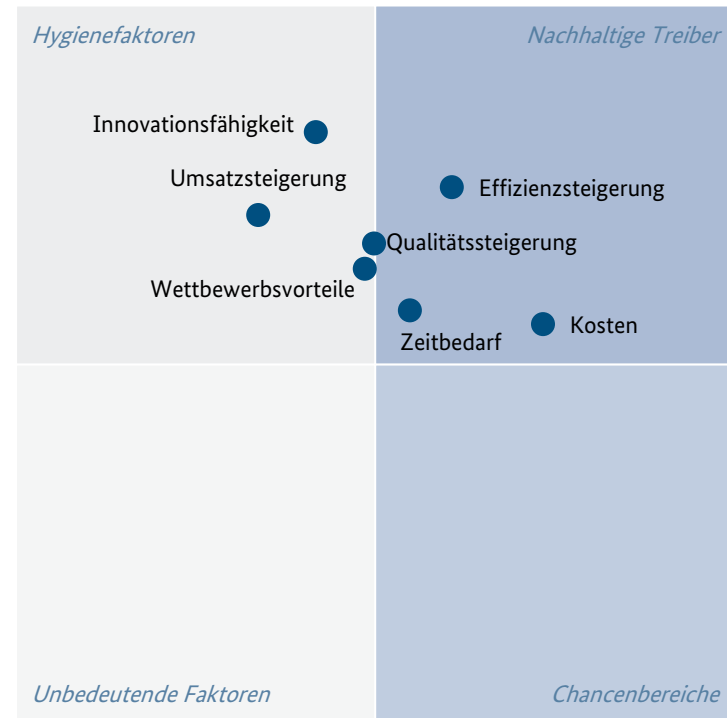 Hygienefaktoren
Nachhaltige Treiber
Innovationsfähigkeit
Umsatzsteigerung
Effizienzsteigerung
Qualitätssteigerung
Wettbewerbsvorteile
Kosten
Zeitbedarf
Unbedeutende Faktoren
Chancenbereiche